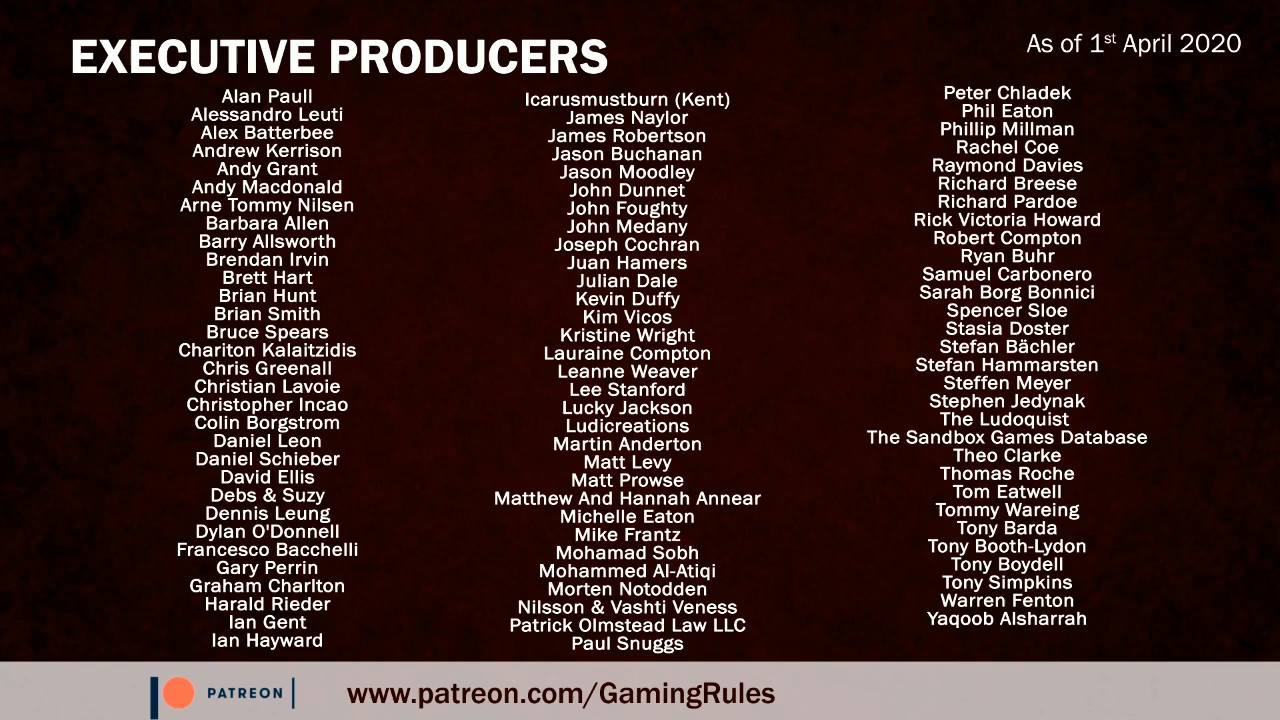 EXECUTIVE PRODUCERS
As of 1st April 2020
Alan Paull
Alessandro Leuti
Alex Batterbee
Andrew Kerrison
Andy Grant
Andy Macdonald
Arne Tommy Nilsen
Barbara Allen
Barry Allsworth
Brendan Irvin
Brett Hart
Brian Hunt
Brian Smith
Bruce Spears
Chariton Kalaitzidis
Chris Greenall
Christian Lavoie
Christopher Incao
Colin Borgstrom
Daniel Leon
Daniel Schieber
David Ellis
Debs & Suzy
Dennis Leung
Dylan O'Donnell
Francesco Bacchelli
Gary Perrin
Graham Charlton
Harald Rieder
Ian Gent
Ian Hayward
Icarusmustburn (Kent)
James Naylor
James Robertson
Jason Buchanan
Jason Moodley
John Dunnet
John Foughty
John Medany
Joseph Cochran
Juan Hamers
Julian Dale
Kevin Duffy
Kim Vicos
Kristine Wright
Lauraine Compton
Leanne Weaver
Lee Stanford
Lucky Jackson
Ludicreations
Martin Anderton
Matt Levy
Matt Prowse
Matthew And Hannah Annear
Michelle Eaton
Mike Frantz
Mohamad Sobh
Mohammed Al-Atiqi
Morten Notodden
Nilsson & Vashti Veness
Patrick Olmstead Law LLC
Paul Snuggs
Peter Chladek
Phil Eaton
Phillip Millman
Rachel Coe
Raymond Davies
Richard Breese
Richard Pardoe
Rick Victoria Howard
Robert Compton
Ryan Buhr
Samuel Carbonero
Sarah Borg Bonnici
Spencer Sloe
Stasia Doster
Stefan Bächler
Stefan Hammarsten
Steffen Meyer
Stephen Jedynak
The Ludoquist
The Sandbox Games Database
Theo Clarke
Thomas Roche
Tom Eatwell
Tommy Wareing
Tony Barda
Tony Booth-Lydon
Tony Boydell
Tony Simpkins
Warren Fenton
Yaqoob Alsharrah
PATREON
www.patreon.com/GamingRules